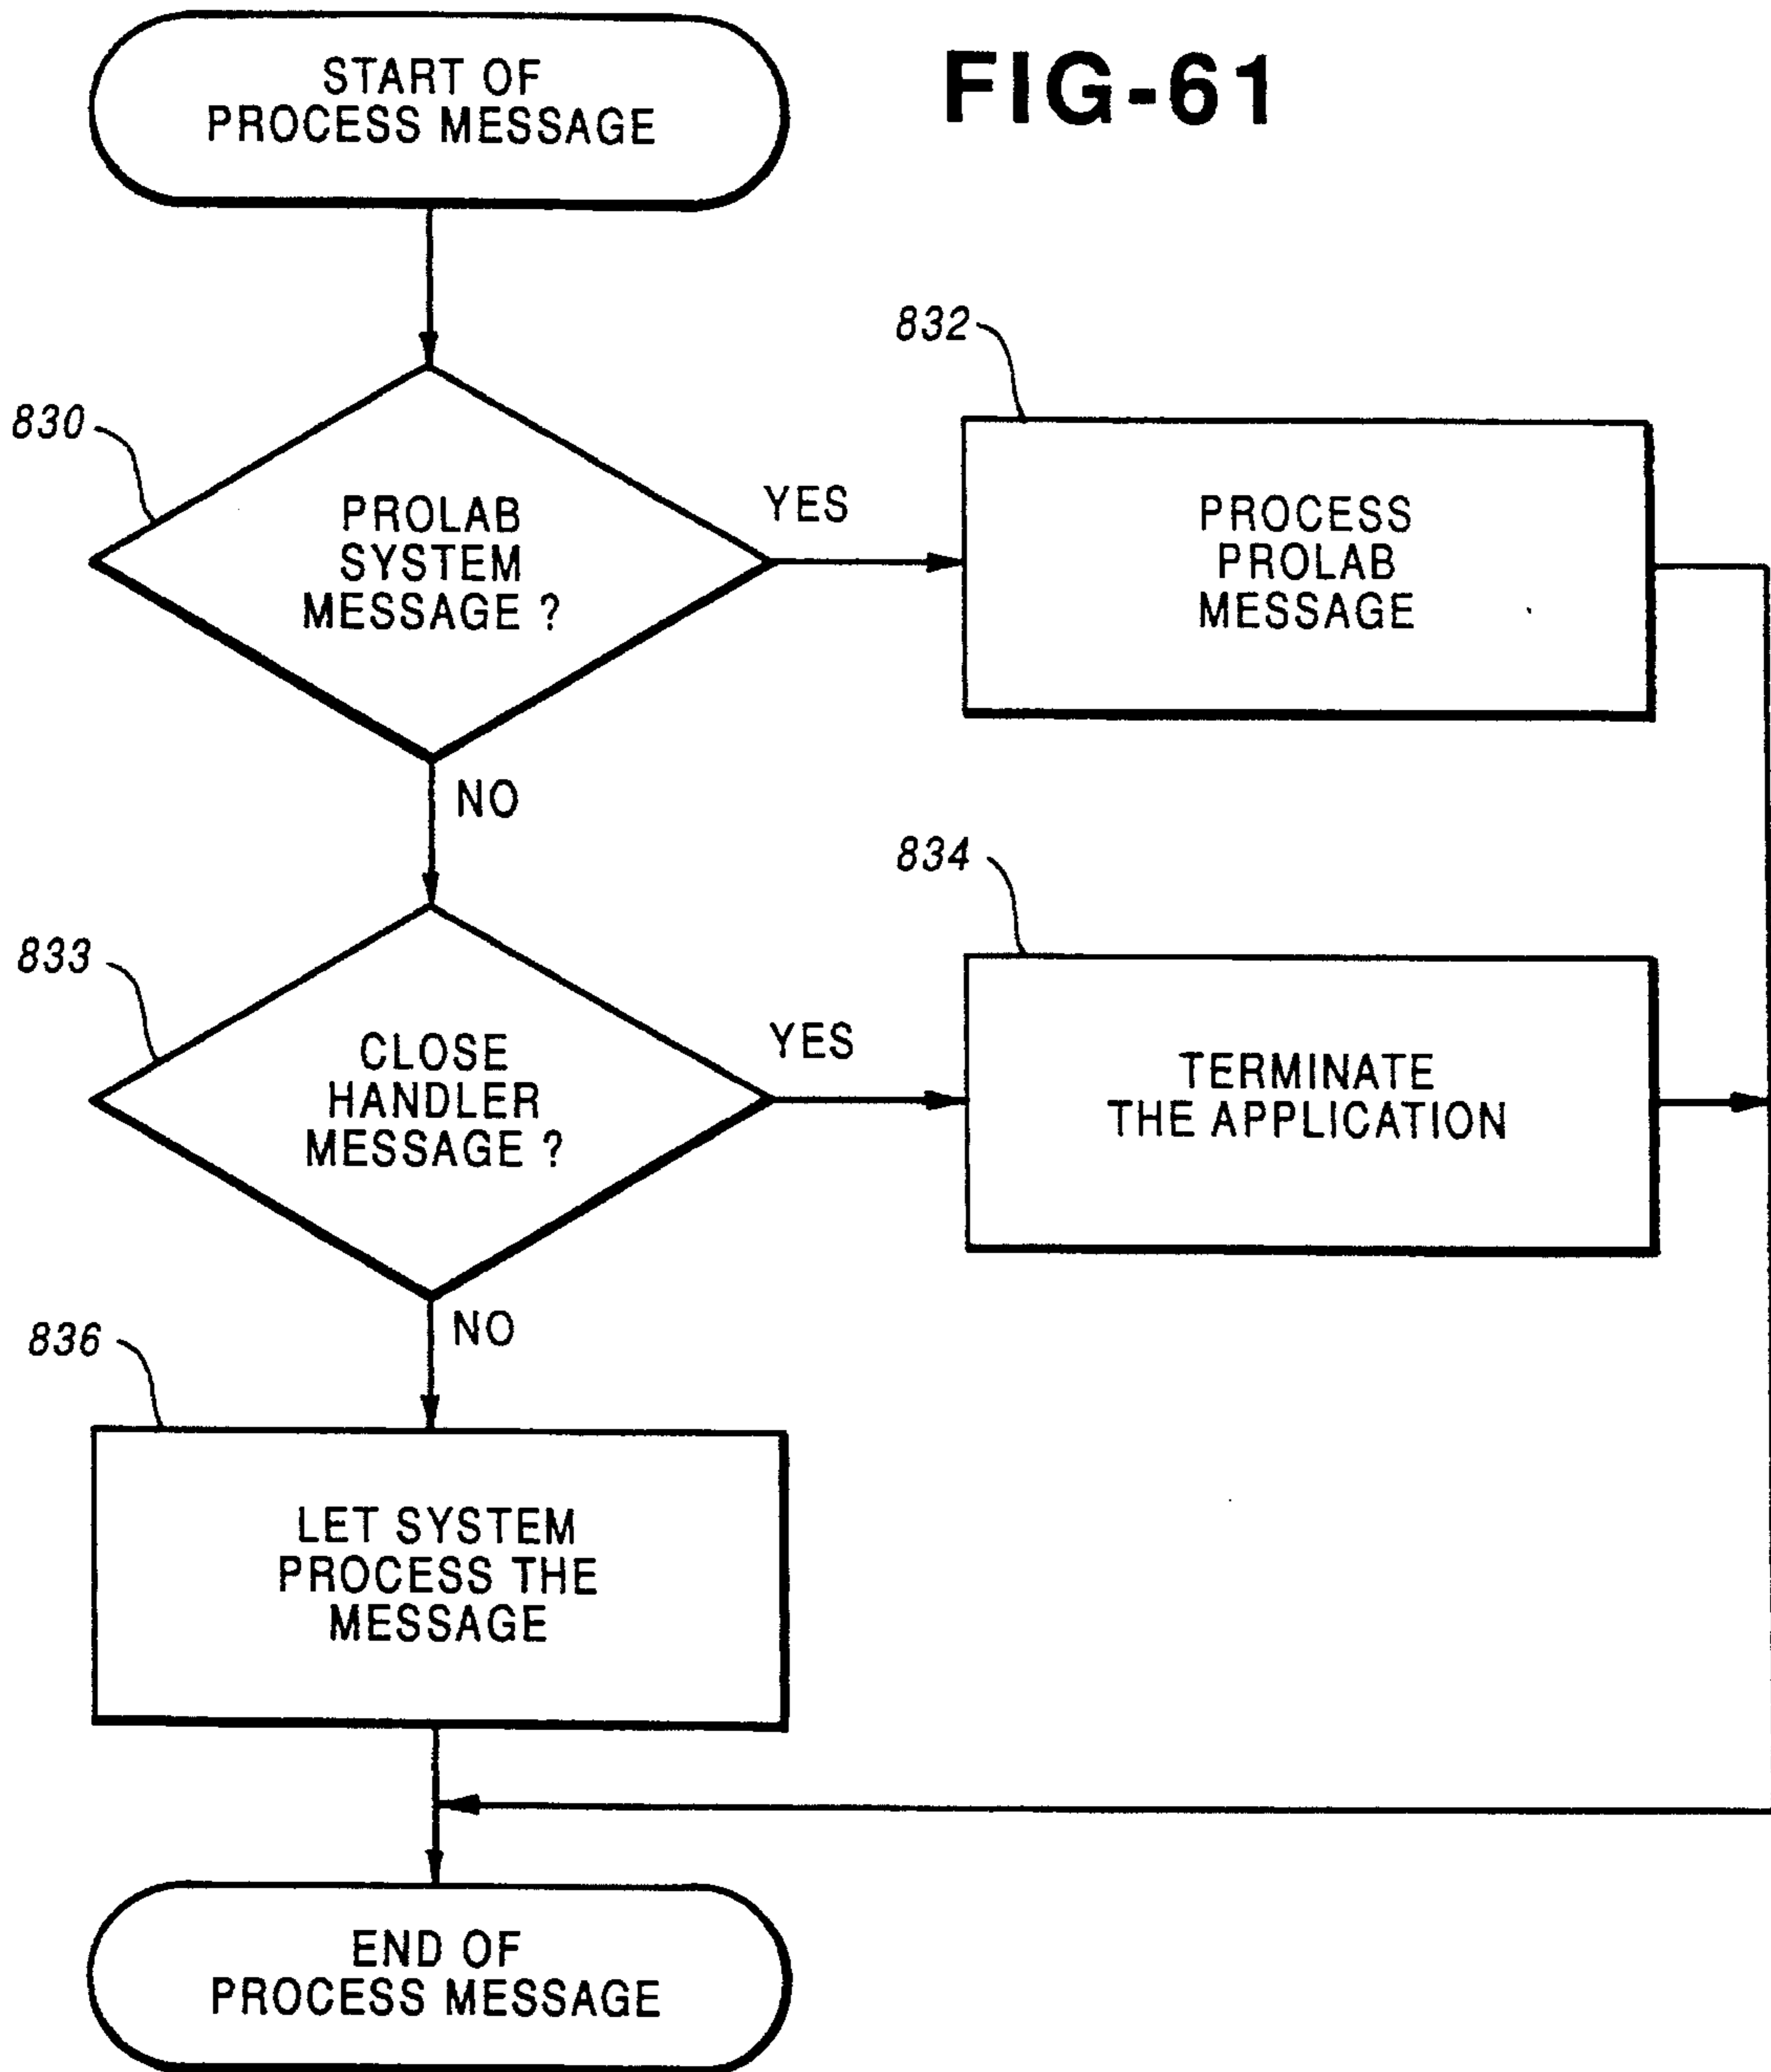 START OF
PROCESS MESSAGE
FIG-61
830
PROLAB
SYSTEM
MESSAGE ?
YES
832
PROCESS
PROLAB
MESSAGE
NO
833
CLOSE
HANDLER
MESSAGE ?
YES
834
TERMINATE
THE APPLICATION
NO
836
LET SYSTEM
PROCESS THE
MESSAGE
END OF
PROCESS MESSAGE